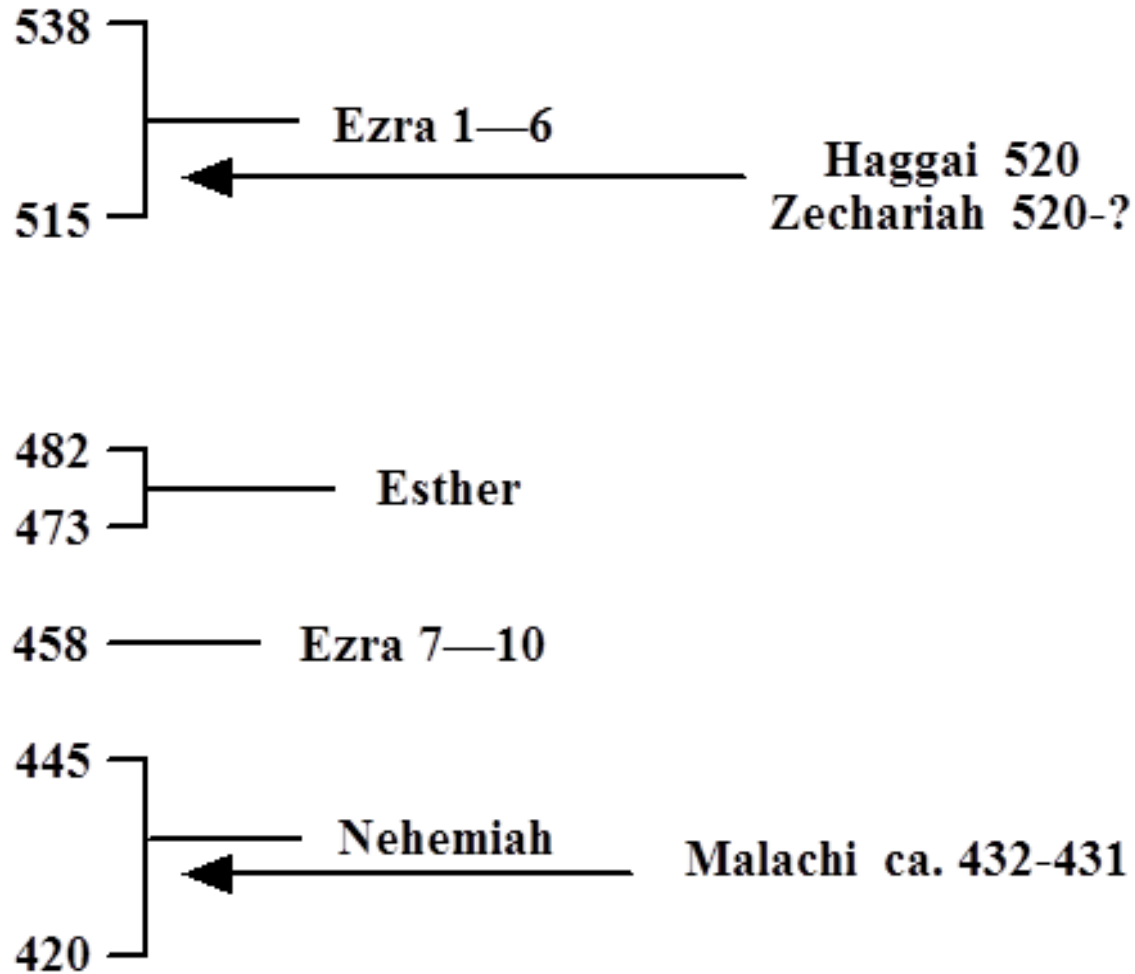 538
Ezra 1—6
Haggai 520
Zechariah 520-?
515
482
Esther
473
458
Ezra 7—10
445
Nehemiah
Malachi ca. 432-431
420